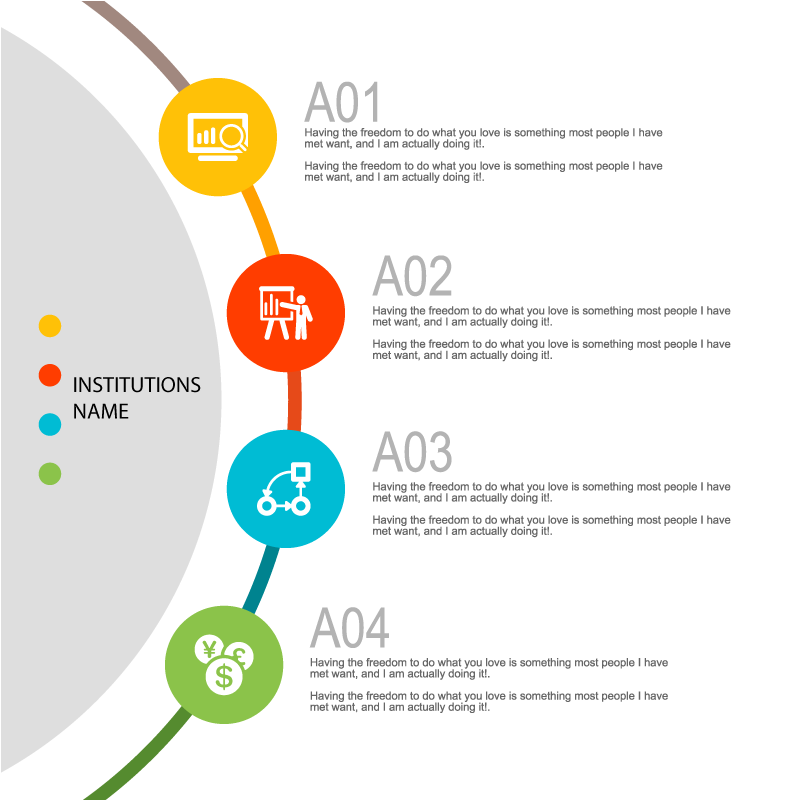 A01
Having the freedom to do what you love is something most people I have
met want, and I am actually doing it!.
Having the freedom to do what you love is something most people I have
met want, and I am actually doing it!.
A02
Having the freedom to do what you love is something most people I have
met want, and I am actually doing it!.
Having the freedom to do what you love is something most people I have
met want, and I am actually doing it!.
INSTITUTIONS
NAME
A03
Having the freedom to do what you love is something most people I have
met want, and I am actually doing it!.
Having the freedom to do what you love is something most people I have
met want, and I am actually doing it!.
A04
Having the freedom to do what you love is something most people I have
met want, and I am actually doing it!.
Having the freedom to do what you love is something most people I have
met want, and I am actually doing it!.
¥
£
$